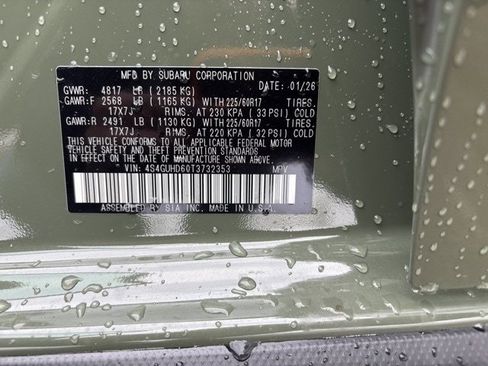 MFD BY SUBARU CORPORATION DATE: 01/26
GVWR: 4817 LB (2185 KG)
GAWR:F 2568 LB (1165 KG) WITH 225/60R17 TIRES,
17X7J RIMS, AT 230 KPA (33 PSI) COLD
GAWR:R 2491 LB (1130 KG) WITH 225/60R17 TIRES,
17X7J RIMS, AT 220 KPA (32 PSI) COLD
THIS VEHICLE CONFORMS TO ALL APPLICABLE FEDERAL MOTOR
VEHICLE SAFETY AND THEFT PREVENTION STANDARDS IN EFFECT
ON THE DATE OF MANUFACTURE SHOWN ABOVE.
VIN: 4S4GUHD60T3732353 MPV
ASSEMBLED BY SIA INC. MADE IN U.S.A.